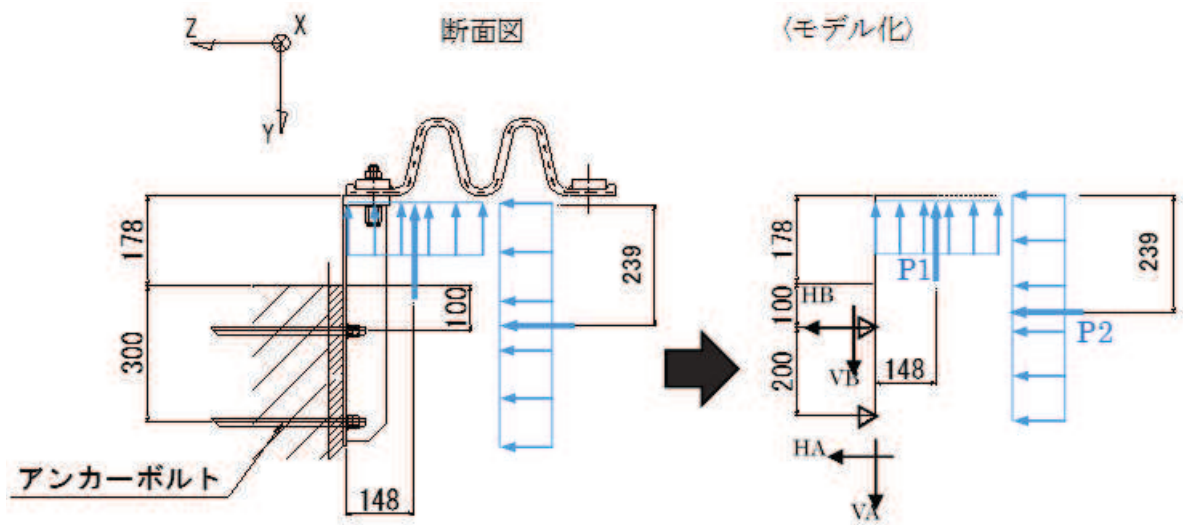 断面図
〈モデル化〉
Z
X
Y
178
300
100
239
148
アンカーボルト
178
100
200
P1
P2
239
HB
VB
148
HA
VA